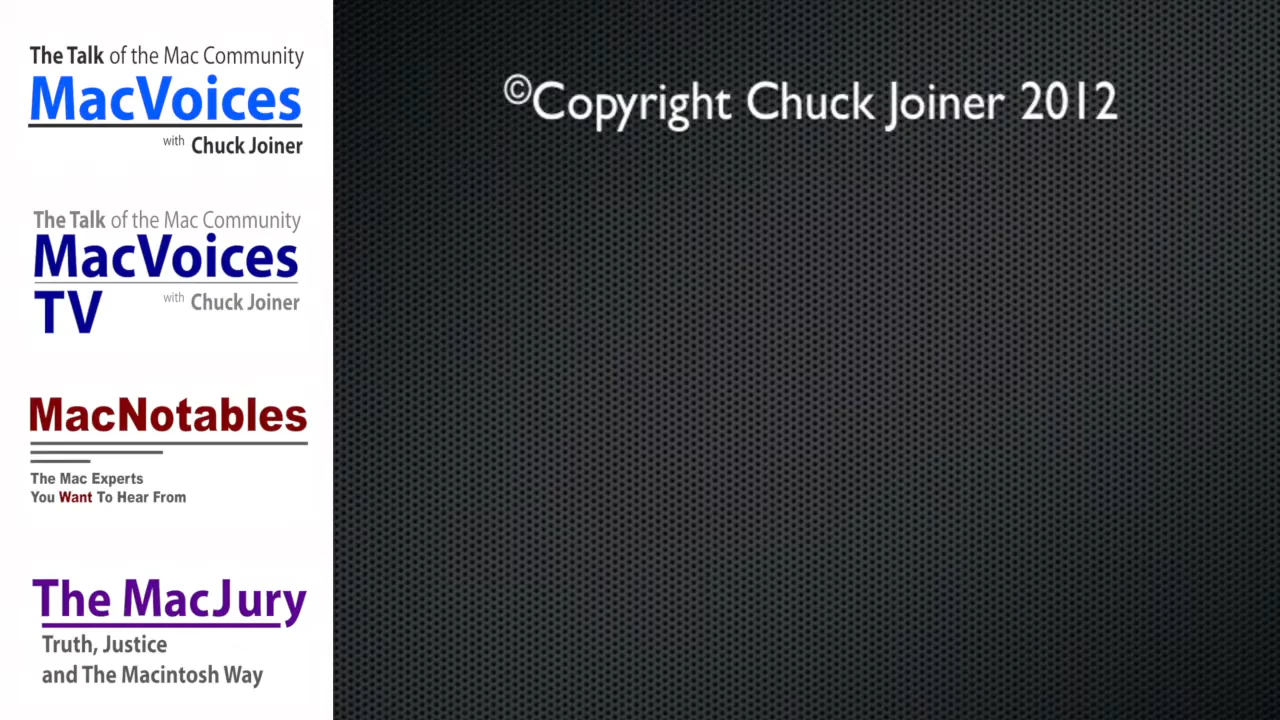 The Talk of the Mac Community
MacVoices
with Chuck Joiner
The Talk of the Mac Community
MacVoices
TV with Chuck Joiner
MacNotables
The Mac Experts
You Want To Hear From
The MacJury
Truth, Justice
and The Macintosh Way
©Copyright Chuck Joiner 2012